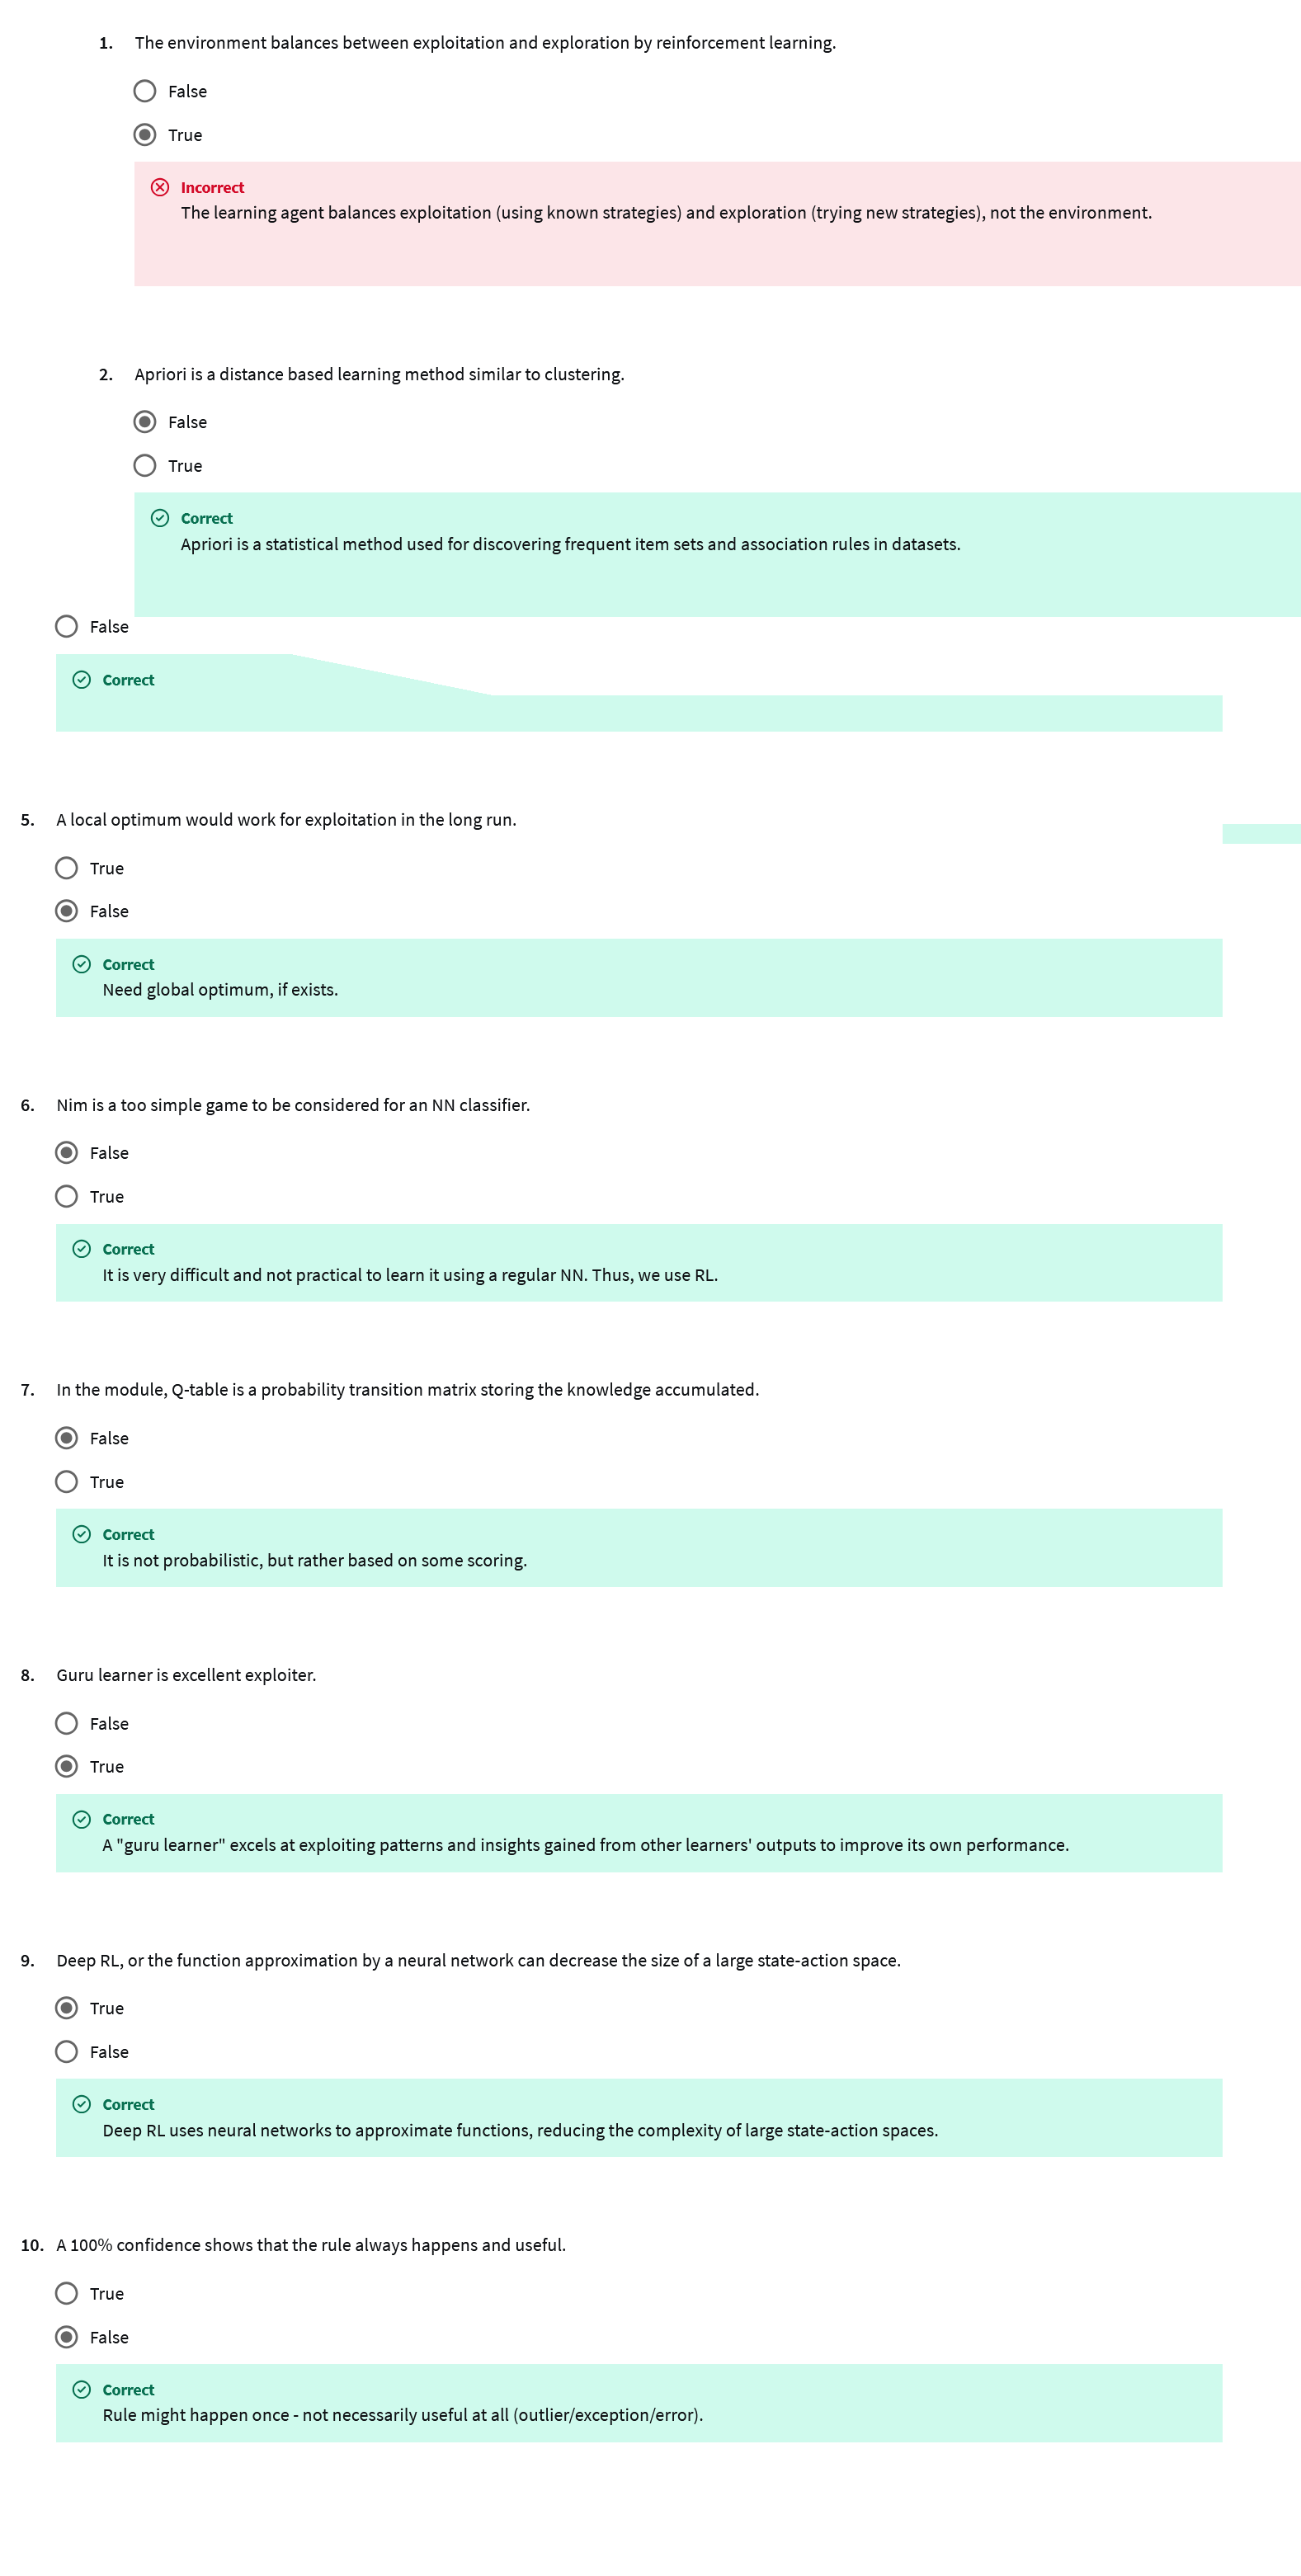 1. The environment balances between exploitation and exploration by reinforcement learning.
False
True
Incorrect
The learning agent balances exploitation (using known strategies) and exploration (trying new strategies), not the environment.
2. Apriori is a distance based learning method similar to clustering.
False
True
Correct
Apriori is a statistical method used for discovering frequent item sets and association rules in datasets.
False
Correct
5. A local optimum would work for exploitation in the long run.
True
False
Correct
Need global optimum, if exists.
6. Nim is a too simple game to be considered for an NN classifier.
False
True
Correct
It is very difficult and not practical to learn it using a regular NN. Thus, we use RL.
7. In the module, Q-table is a probability transition matrix storing the knowledge accumulated.
False
True
Correct
It is not probabilistic, but rather based on some scoring.
8. Guru learner is excellent exploiter.
False
True
Correct
A "guru learner" excels at exploiting patterns and insights gained from other learners' outputs to improve its own performance.
9. Deep RL, or the function approximation by a neural network can decrease the size of a large state-action space.
True
False
Correct
Deep RL uses neural networks to approximate functions, reducing the complexity of large state-action spaces.
10. A 100% confidence shows that the rule always happens and useful.
True
False
Correct
Rule might happen once - not necessarily useful at all (outlier/exception/error).